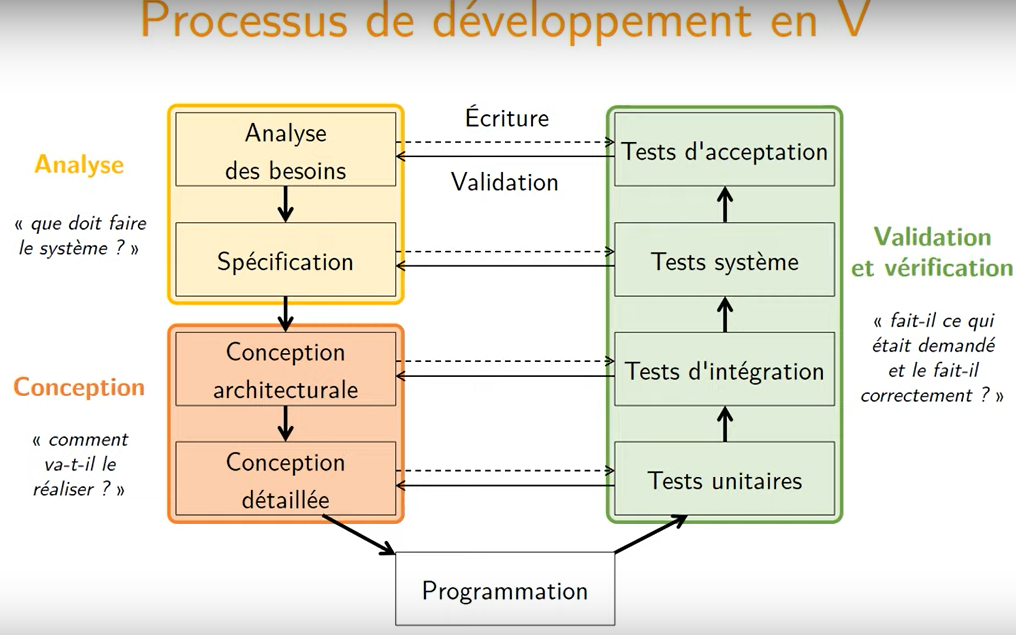 Processus de développement en V
Analyse
« que doit faire
le système ? »
Analyse
des besoins
Spécification
Conception
« comment
va-t-il le
réaliser ? »
Conception
architecturale
Conception
détaillée
Écriture
Validation
Programmation
Tests d'acceptation
Tests système
Tests d'intégration
Tests unitaires
Validation
et vérification
« fait-il ce qui
était demandé
et le fait-il
correctement ? »